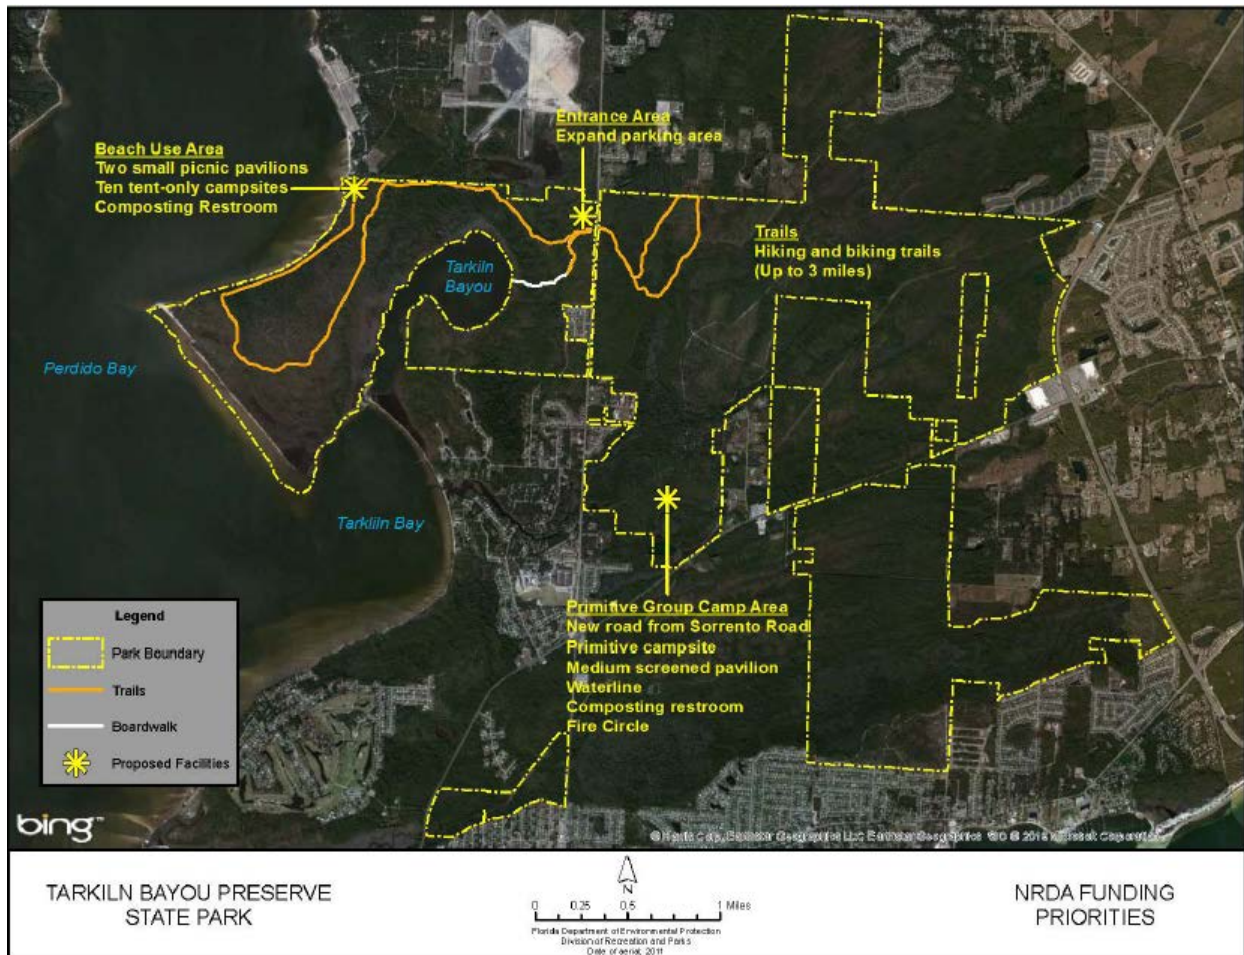 Entrance Area
Expand parking area
Beach Use Area
Two small picnic pavilions
Ten tent-only campsites
Composting Restroom
Trails
Hiking and biking trails
(Up to 3 miles)
Tarkiln
Bayou
Perdido Bay
Tarkliln Bay
Primitive Group Camp Area
New road from Sorrento Road
Primitive campsite
Medium screened pavilion
Waterline
Composting restroom
Fire Circle
Legend
Park Boundary
Trails
Boardwalk
Proposed Facilities
bing™
TARKILN BAYOU PRESERVE
STATE PARK
N
0 0.25 0.5 1 Miles
Florida Department of Environmental Protection
Division of Recreation and Parks
Date of aerial, 2011
NRDA FUNDING
PRIORITIES